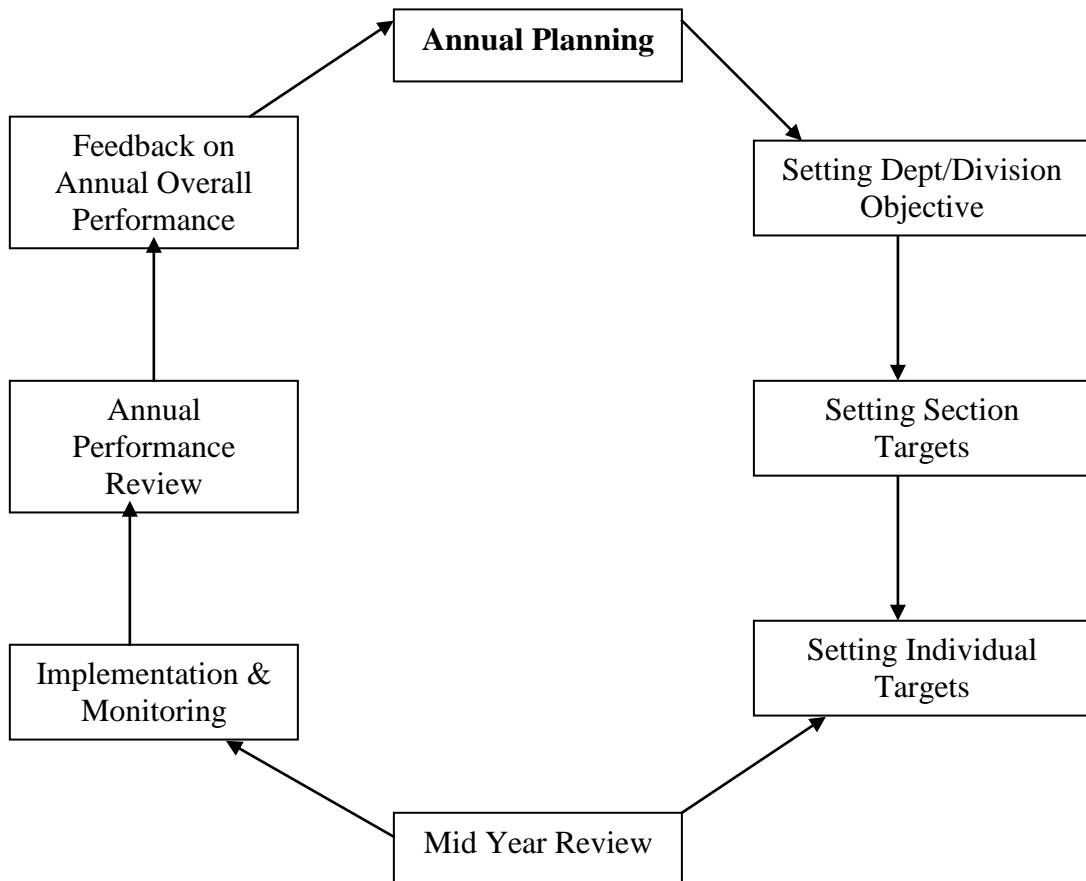 Annual Planning
Feedback on
Annual Overall
Performance
Setting Dept/Division
Objective
Annual
Performance
Review
Setting Section
Targets
Implementation &
Monitoring
Setting Individual
Targets
Mid Year Review